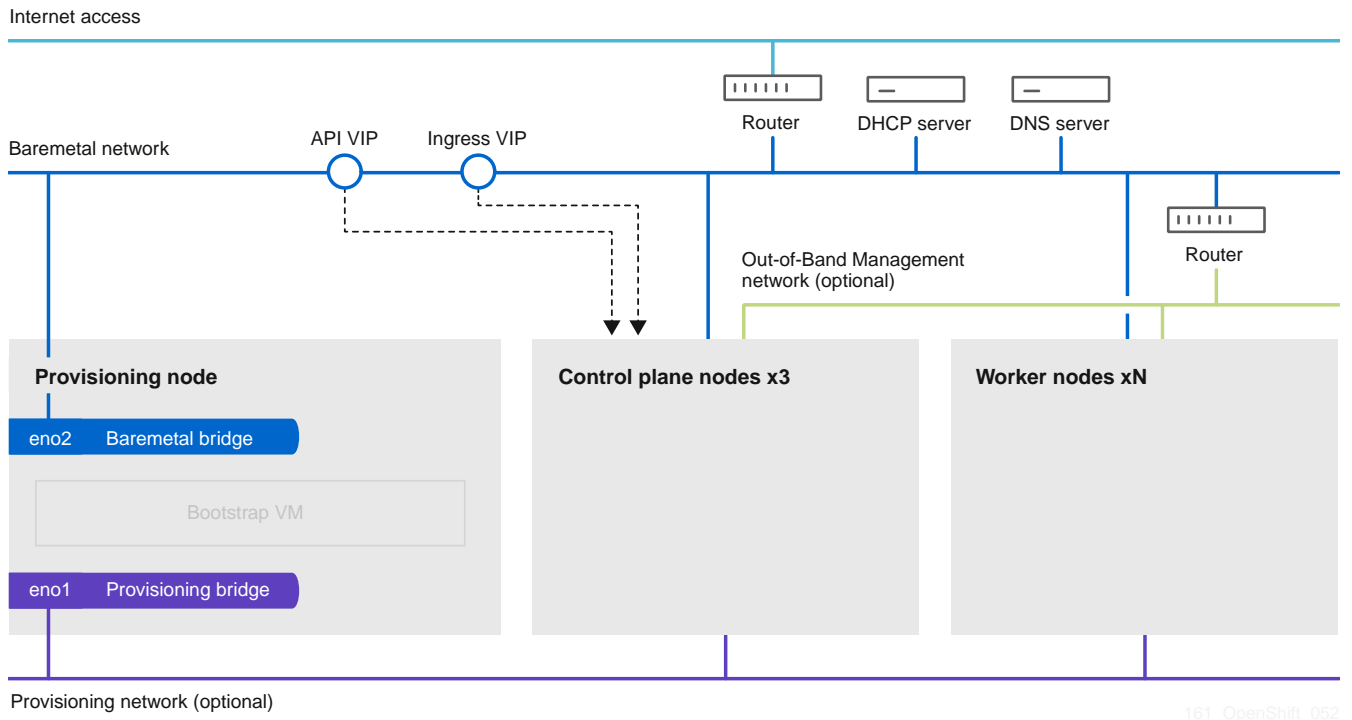 Internet access
Router
DHCP server
DNS server
Baremetal network
API VIP
Ingress VIP
Router
Out-of-Band Management
network (optional)
Provisioning node
Control plane nodes x3
Worker nodes xN
eno2
Baremetal bridge
Bootstrap VM
eno1
Provisioning bridge
Provisioning network (optional)
161_OpenShift_052